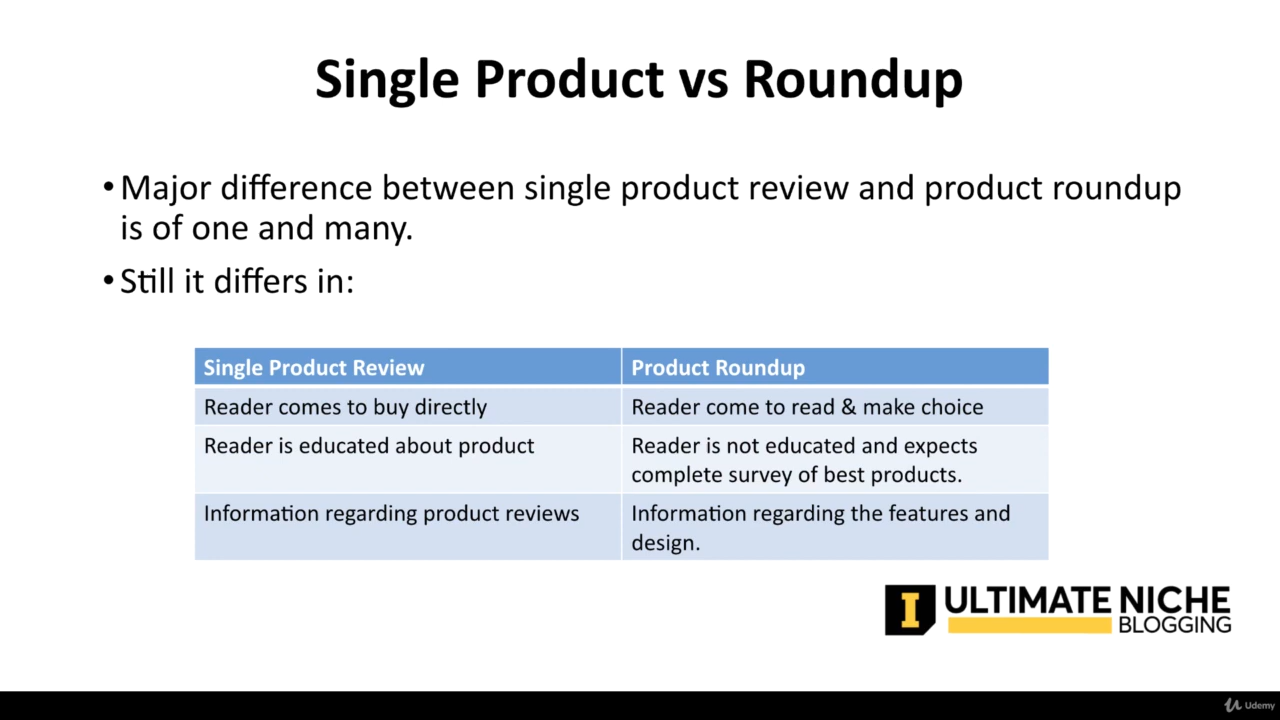 Single Product vs Roundup
• Major difference between single product review and product roundup
is of one and many.
• Still it differs in:
Single Product Review
Product Roundup
Reader comes to buy directly
Reader come to read & make choice
Reader is educated about product
Reader is not educated and expects
complete survey of best products.
Information regarding product reviews
Information regarding the features and
design.
I ULTIMATE NICHE
BLOGGING
Udemy